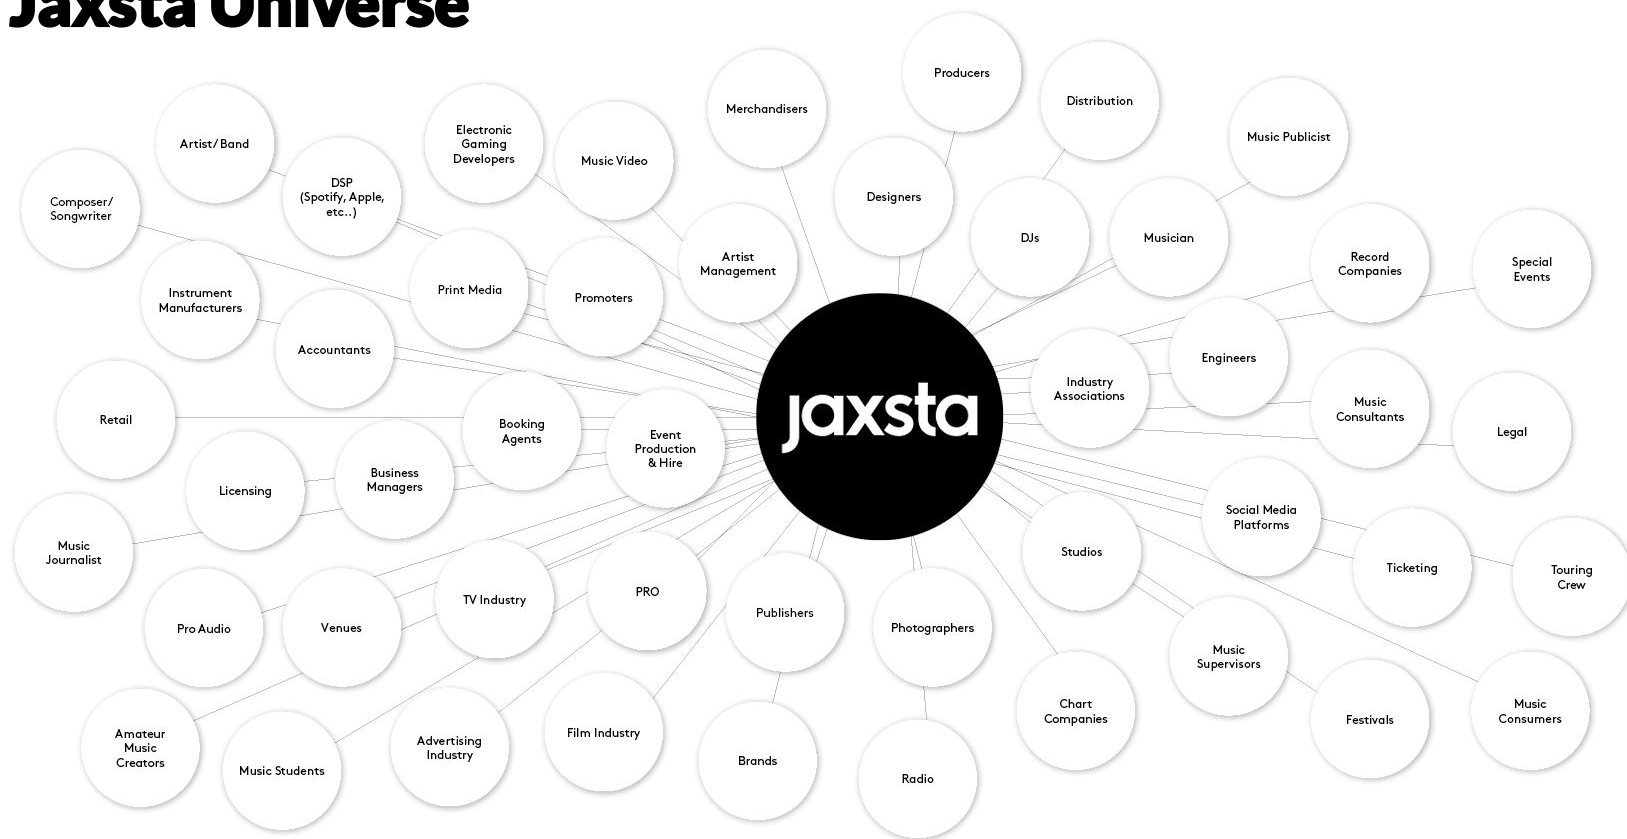 Jaxsta Universe
Producers
Distribution
Merchandisers
Music Publicist
Artist/ Band
Electronic
Gaming
Developers
Music Video
DSP
(Spotify, Apple,
etc..)
Designers
Composer/
Songwriter
DJs
Musician
Artist
Management
Record
Companies
Special
Events
Instrument
Manufacturers
Print Media
Promoters
Accountants
Engineers
Industry
Associations
jaxsta
Retail
Booking
Agents
Event
Production
& Hire
Music
Consultants
Legal
Licensing
Business
Managers
Social Media
Platforms
Music
Journalist
Studios
Ticketing
Touring
Crew
Pro Audio
Venues
TV Industry
PRO
Publishers
Photographers
Music
Supervisors
Chart
Companies
Festivals
Music
Consumers
Amateur
Music
Creators
Music Students
Advertising
Industry
Film Industry
Brands
Radio